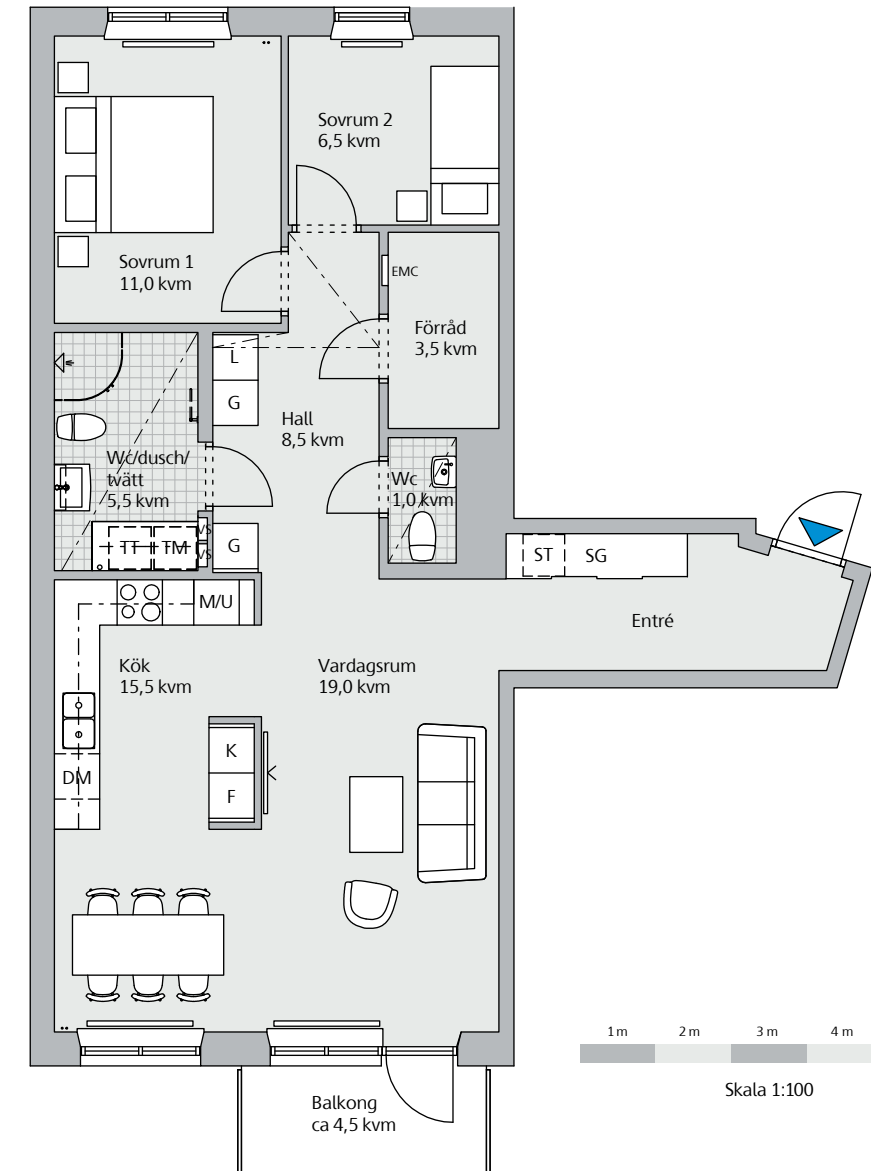 Sovrum 2
6,5 kvm
Sovrum 1
11,0 kvm
EMC
Förråd
3,5 kvm
L
G
Hall
8,5 kvm
Wc/dusch/
tvätt
5,5 kvm
Wc
1,0 kvm
TT
TM
VS
VS
G
ST
SG
Entré
M/U
Kök
15,5 kvm
Vardagsrum
19,0 kvm
K
F
DM
1 m
2 m
3 m
4 m
Skala 1:100
Balkong
ca 4,5 kvm